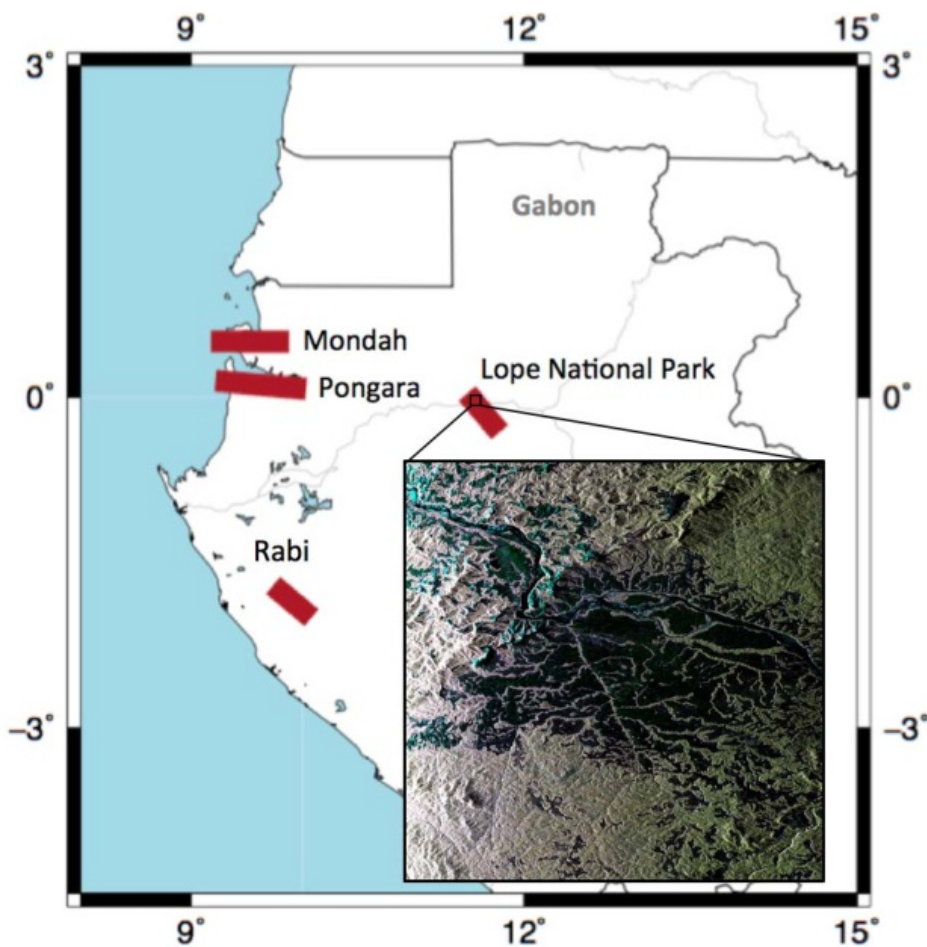 9° 12° 15°
3° 3°
Gabon
Mondah
Lope National Park
Pongara
0° 0°
Rabi
−3° −3°
9° 12° 15°